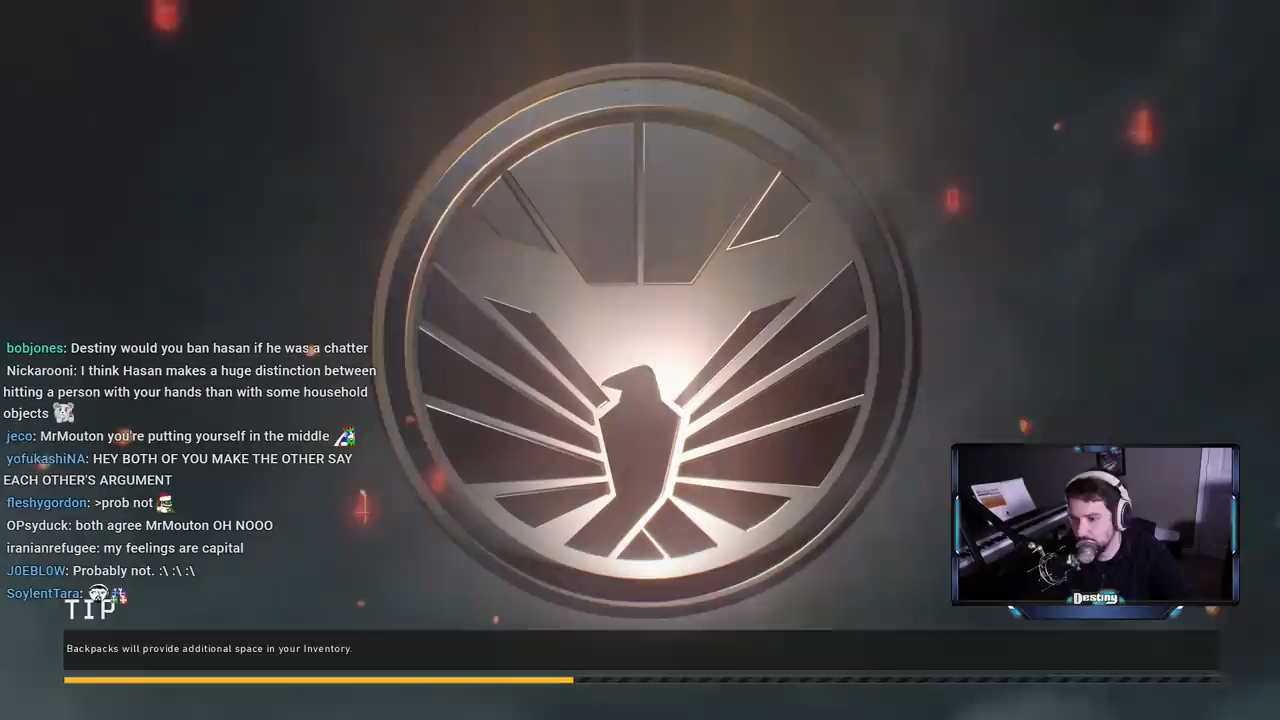 bobjones: Destiny would you ban hasan if he was a chatter
Nickarooni: I think Hasan makes a huge distinction between
hitting a person with your hands than with some household
objects
jeco: MrMouton you're putting yourself in the middle
yofukashiNA: HEY BOTH OF YOU MAKE THE OTHER SAY
EACH OTHER'S ARGUMENT
fleshygordon: >prob not
OPsyduck: both agree MrMouton OH NOOO
iranianrefugee: my feelings are capital
J0EBL0W: Probably not. :\ :\ :\
SoylentTara:
TIP
Backpacks will provide additional space in your Inventory.
Destiny